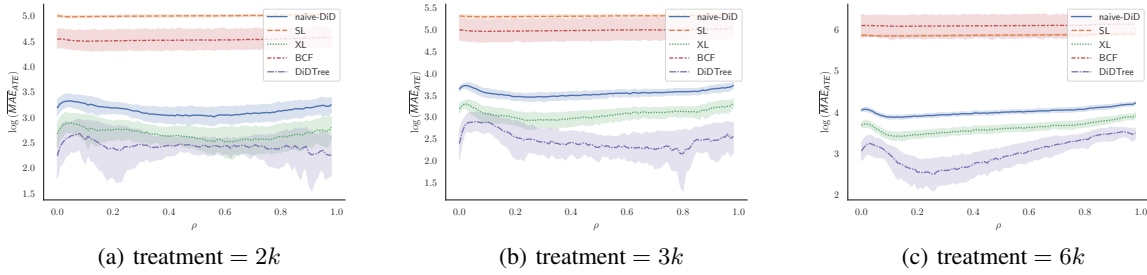 5.0
4.5
4.0
3.5
3.0
2.5
2.0
1.5
log (MAE_ATE)
naive-DiD
SL
XL
BCF
DiDTree
0.0 0.2 0.4 0.6 0.8 1.0
ρ
(a) treatment = 2k
5.5
5.0
4.5
4.0
3.5
3.0
2.5
2.0
1.5
log (MAE_ATE)
naive-DiD
SL
XL
BCF
DiDTree
0.0 0.2 0.4 0.6 0.8 1.0
ρ
(b) treatment = 3k
6
5
4
3
2
log (MAE_ATE)
naive-DiD
SL
XL
BCF
DiDTree
0.0 0.2 0.4 0.6 0.8 1.0
ρ
(c) treatment = 6k